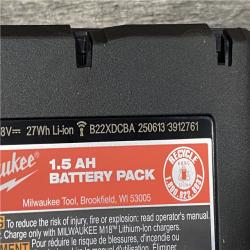 8V⎓ 27Wh Li-Ion B22XDCBA 250613 3912761
waukee
1.5 AH
BATTERY PACK
RECYCLE
1.800.822.8837
Milwaukee Tool, Brookfield, WI 53005
To reduce the risk of injury, fire or explosion: read operator's manual.
Charge only with MILWAUKEE M18™ Lithium-Ion chargers.
Pour réduire le risque de blessures, d'incendie